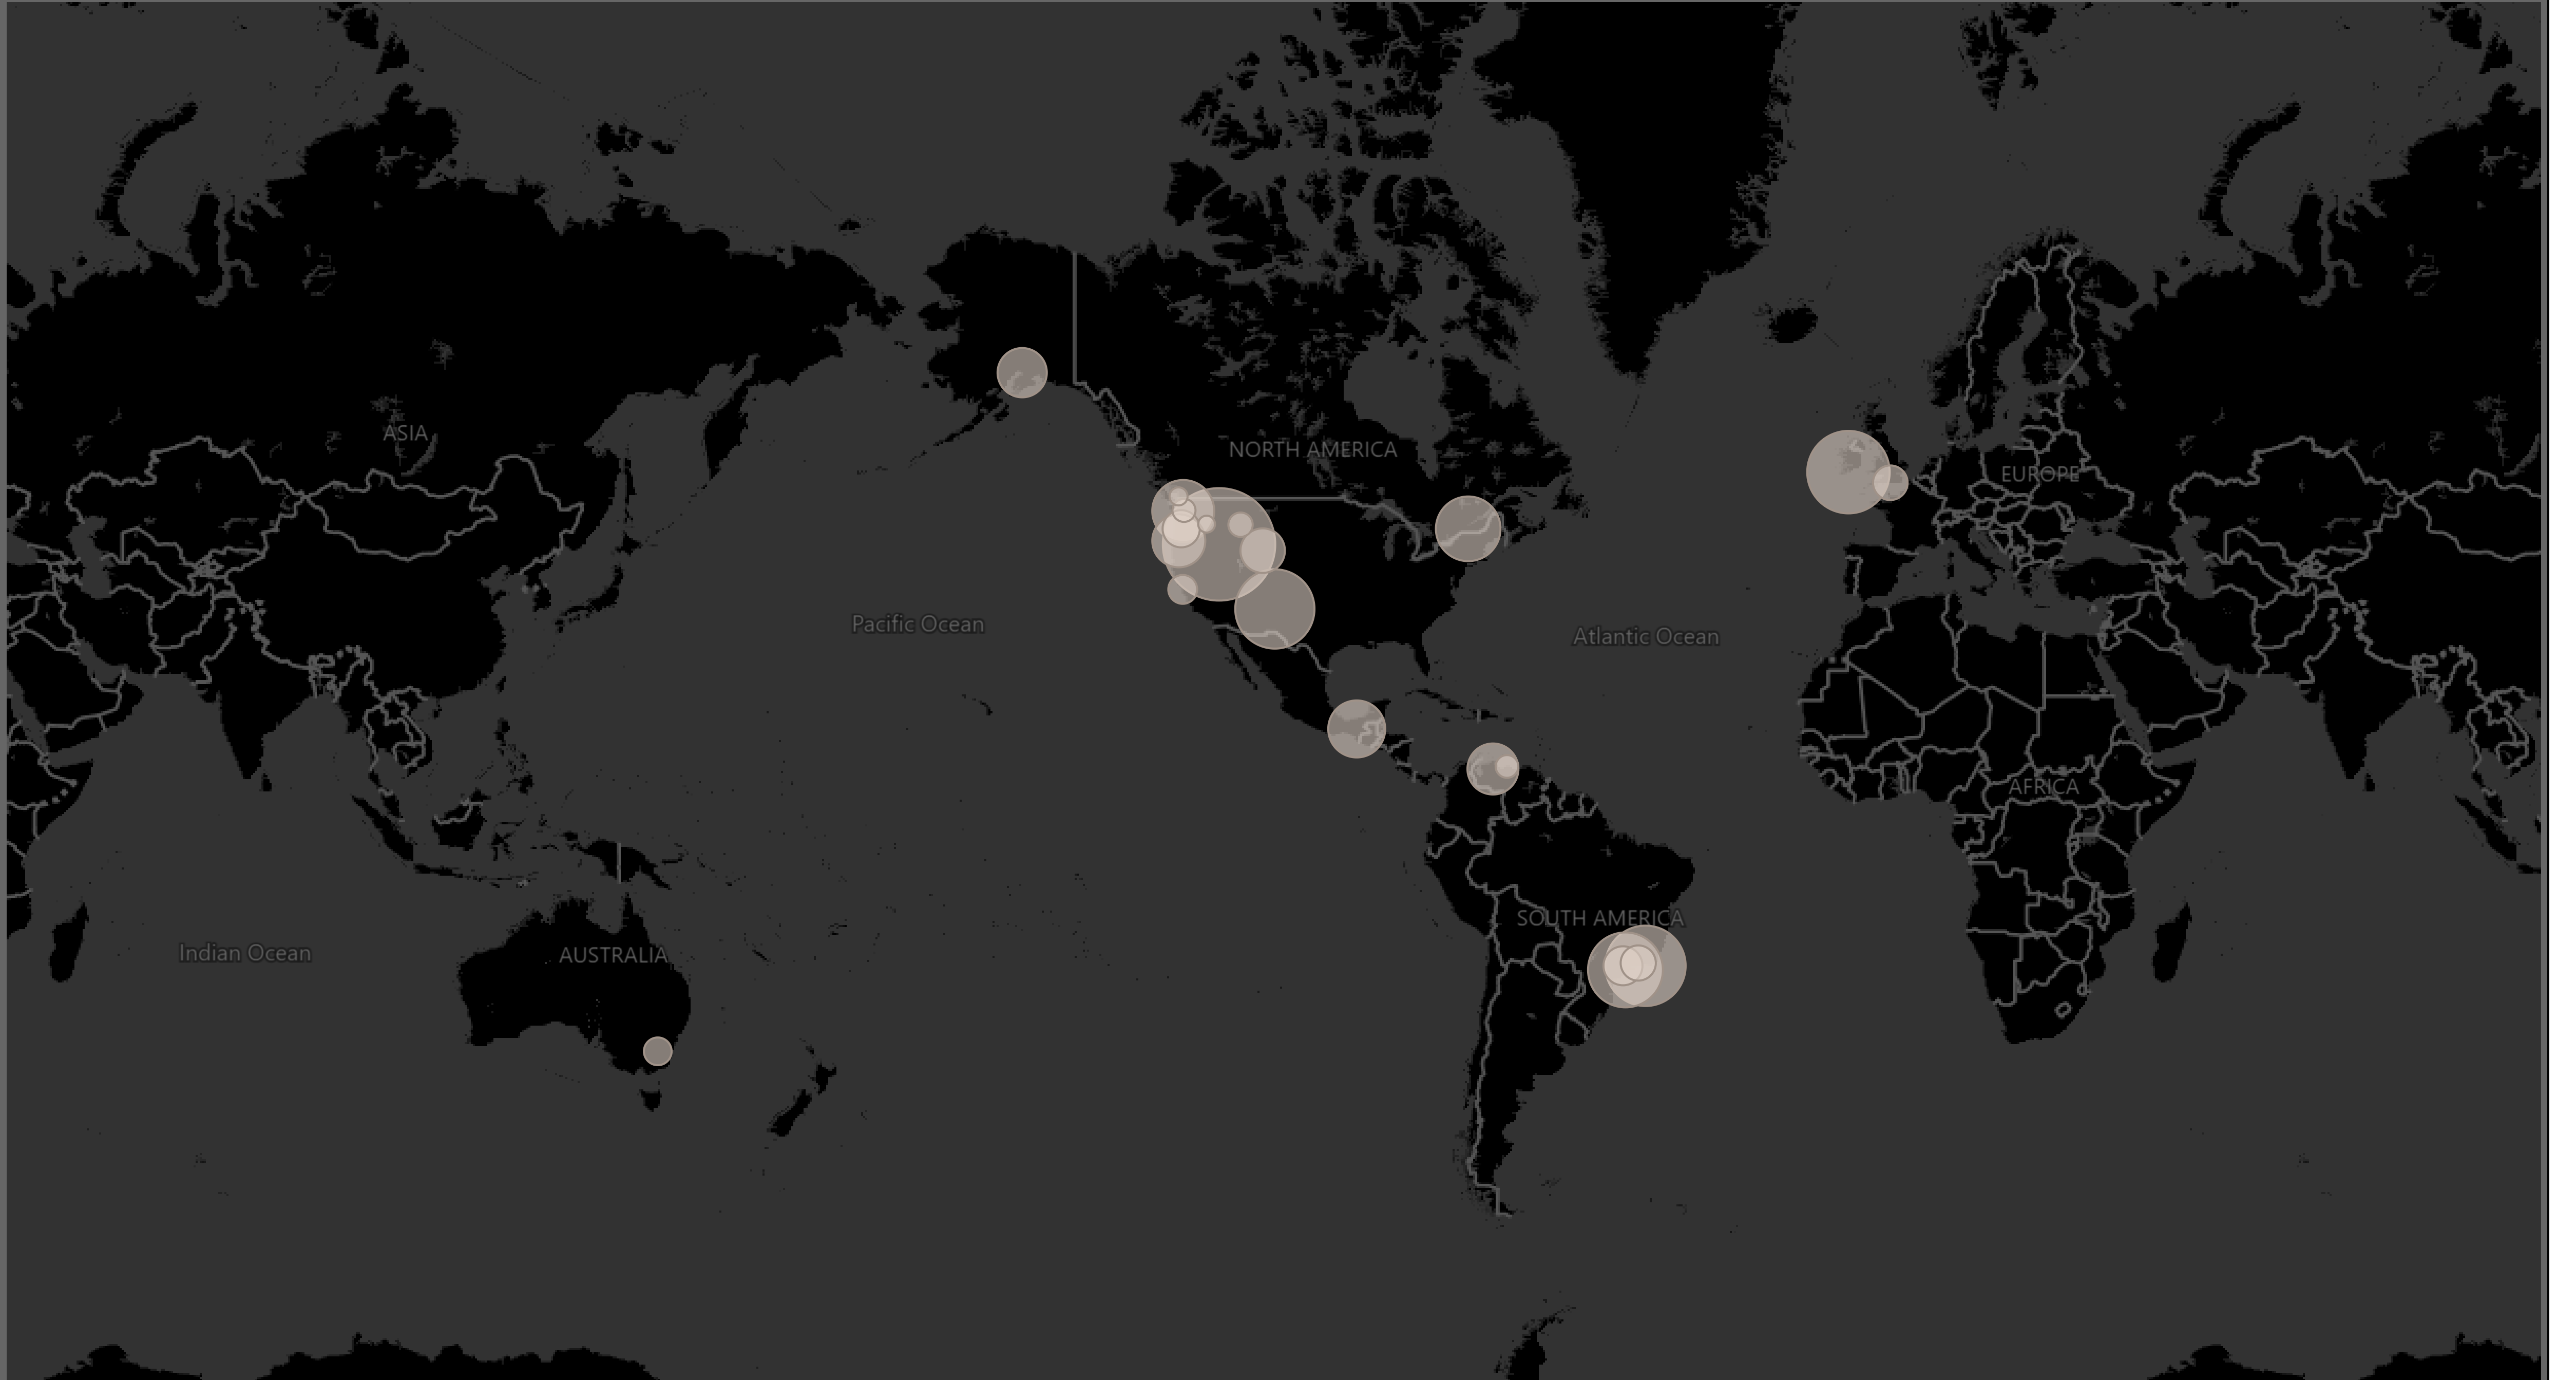 ASIA
NORTH AMERICA
EUROPE
Pacific Ocean
Atlantic Ocean
AFRICA
SOUTH AMERICA
Indian Ocean
AUSTRALIA